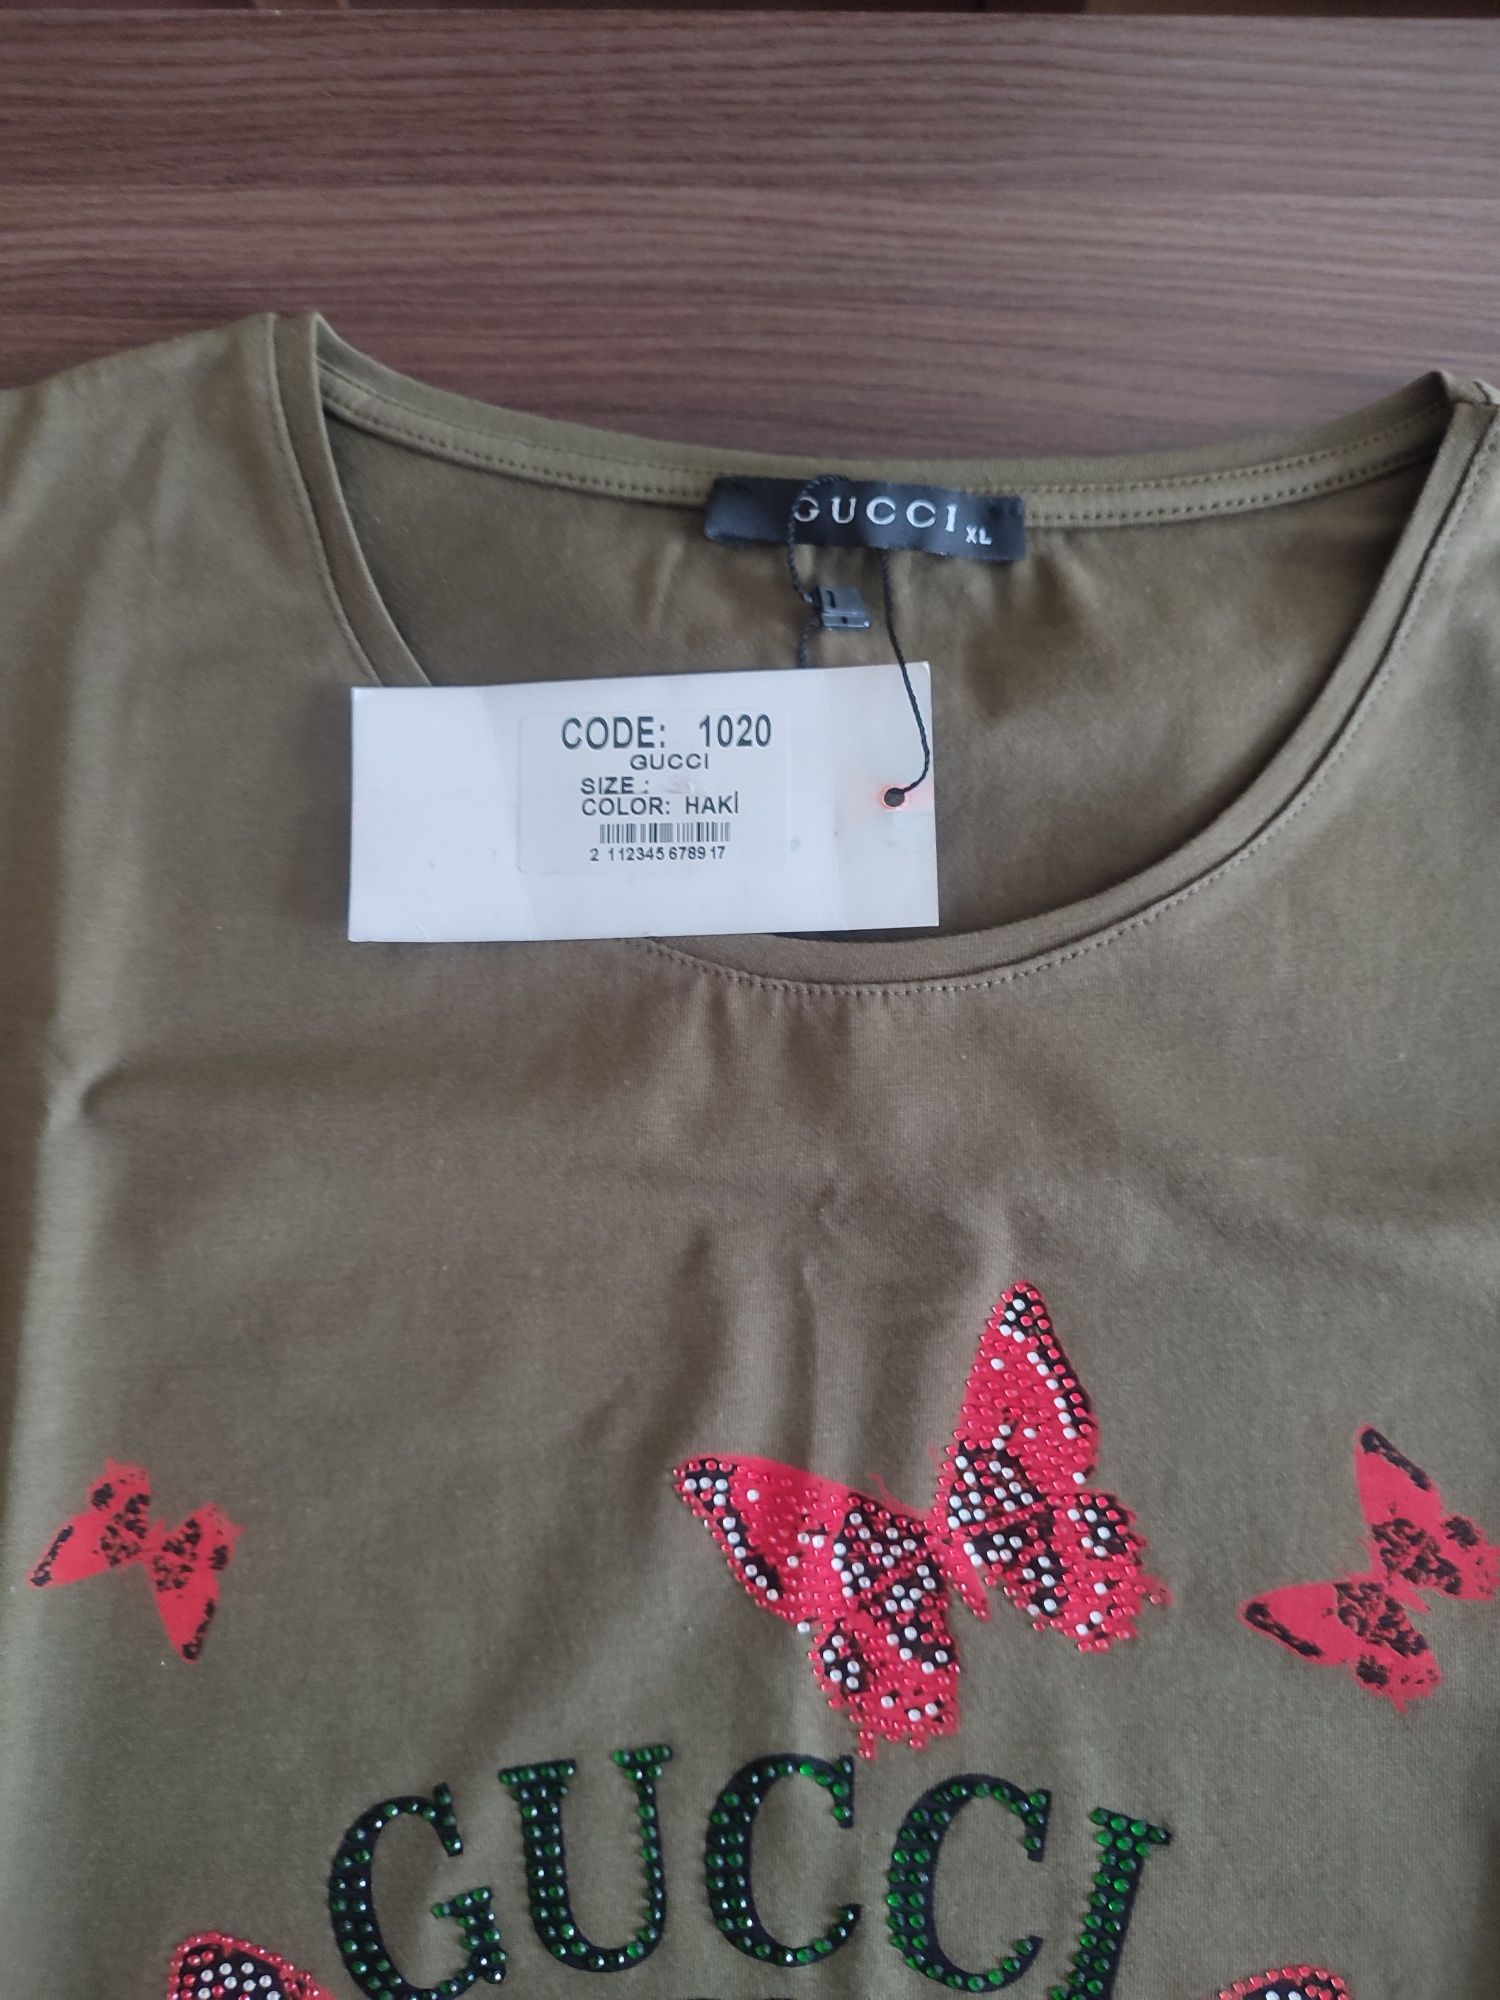 GUCCI XL
CODE: 1020
GUCCI
SIZE :
COLOR: HAKİ
2 112345 678917
GUCCI